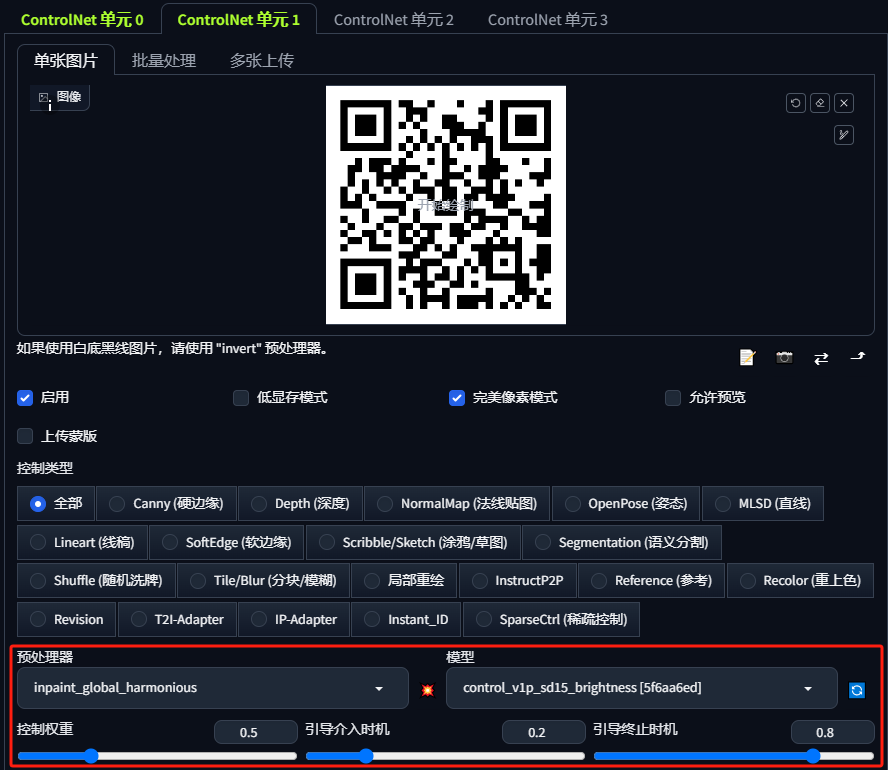 ControlNet 单元 0 ControlNet 单元 1 ControlNet 单元 2 ControlNet 单元 3
单张图片 批量处理 多张上传
图像
开始绘制
如果使用白底黑线图片，请使用 "invert" 预处理器。
启用 低显存模式 完美像素模式 允许预览
上传蒙版
控制类型
全部 Canny (硬边缘) Depth (深度) NormalMap (法线贴图) OpenPose (姿态) MLSD (直线)
Lineart (线稿) SoftEdge (软边缘) Scribble/Sketch (涂鸦/草图) Segmentation (语义分割)
Shuffle (随机洗牌) Tile/Blur (分块/模糊) 局部重绘 InstructP2P Reference (参考) Recolor (重上色)
Revision T2I-Adapter IP-Adapter Instant_ID SparseCtrl (稀疏控制)
预处理器 模型
inpaint_global_harmonious control_v1p_sd15_brightness [5f6aa6ed]
控制权重 0.5 引导介入时机 0.2 引导终止时机 0.8